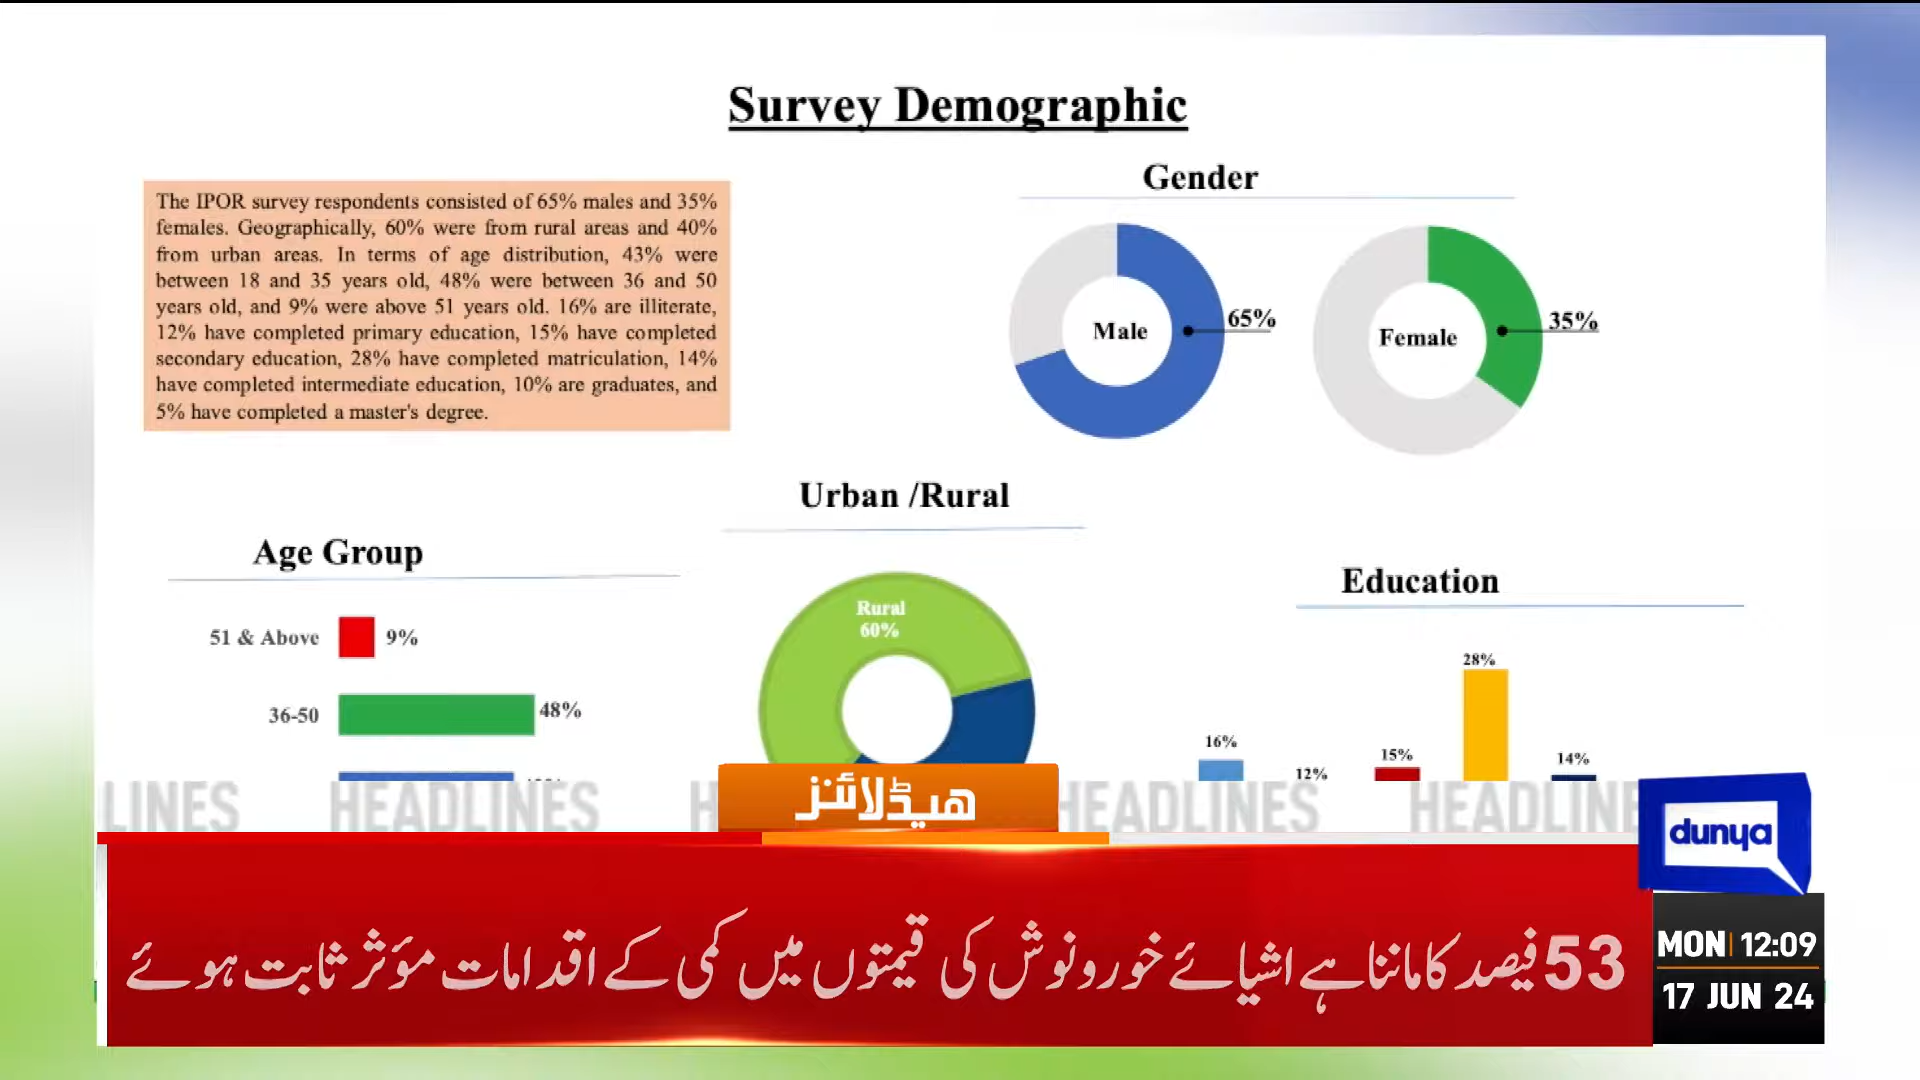 Survey Demographic
The IPOR survey respondents consisted of 65% males and 35%
females. Geographically, 60% were from rural areas and 40%
from urban areas. In terms of age distribution, 43% were
between 18 and 35 years old, 48% were between 36 and 50
years old, and 9% were above 51 years old. 16% are illiterate,
12% have completed primary education, 15% have completed
secondary education, 28% have completed matriculation, 14%
have completed intermediate education, 10% are graduates, and
5% have completed a master's degree.
Gender
Male
65%
Female
35%
Urban /Rural
Rural
60%
Age Group
51 & Above
9%
36-50
48%
Education
16%
12%
15%
28%
14%
LINES HEADLINES H HEADLINES HEADLINE
ہیڈلائنز
dunya
53 فیصد کا ماننا ہے اشیائے خورونوش کی قیمتوں میں کمی کے اقدامات مؤثر ثابت ہوئے
MON 12:09
17 JUN 24